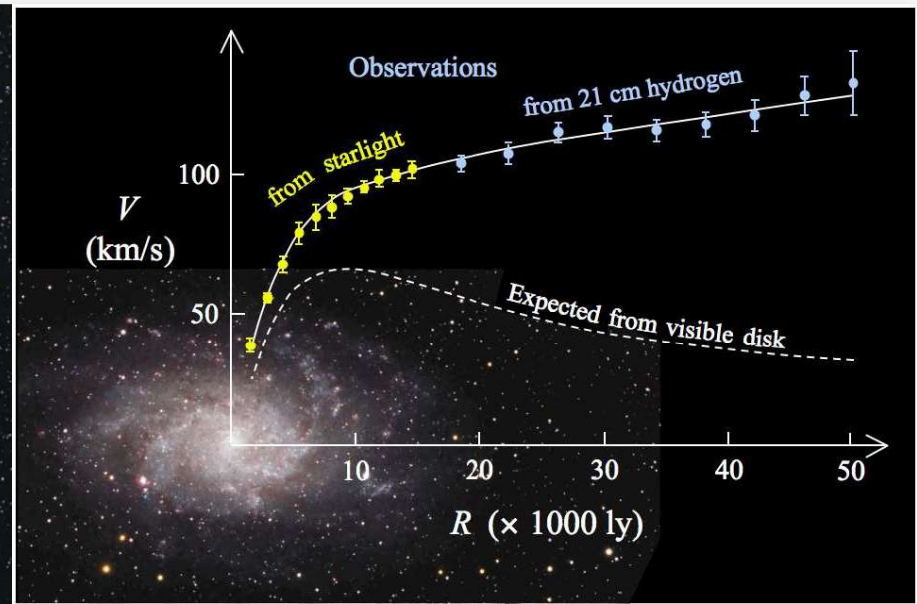 Observations
from 21 cm hydrogen
from starlight
100
V
(km/s)
50
Expected from visible disk
10 20 30 40 50
R (× 1000 ly)